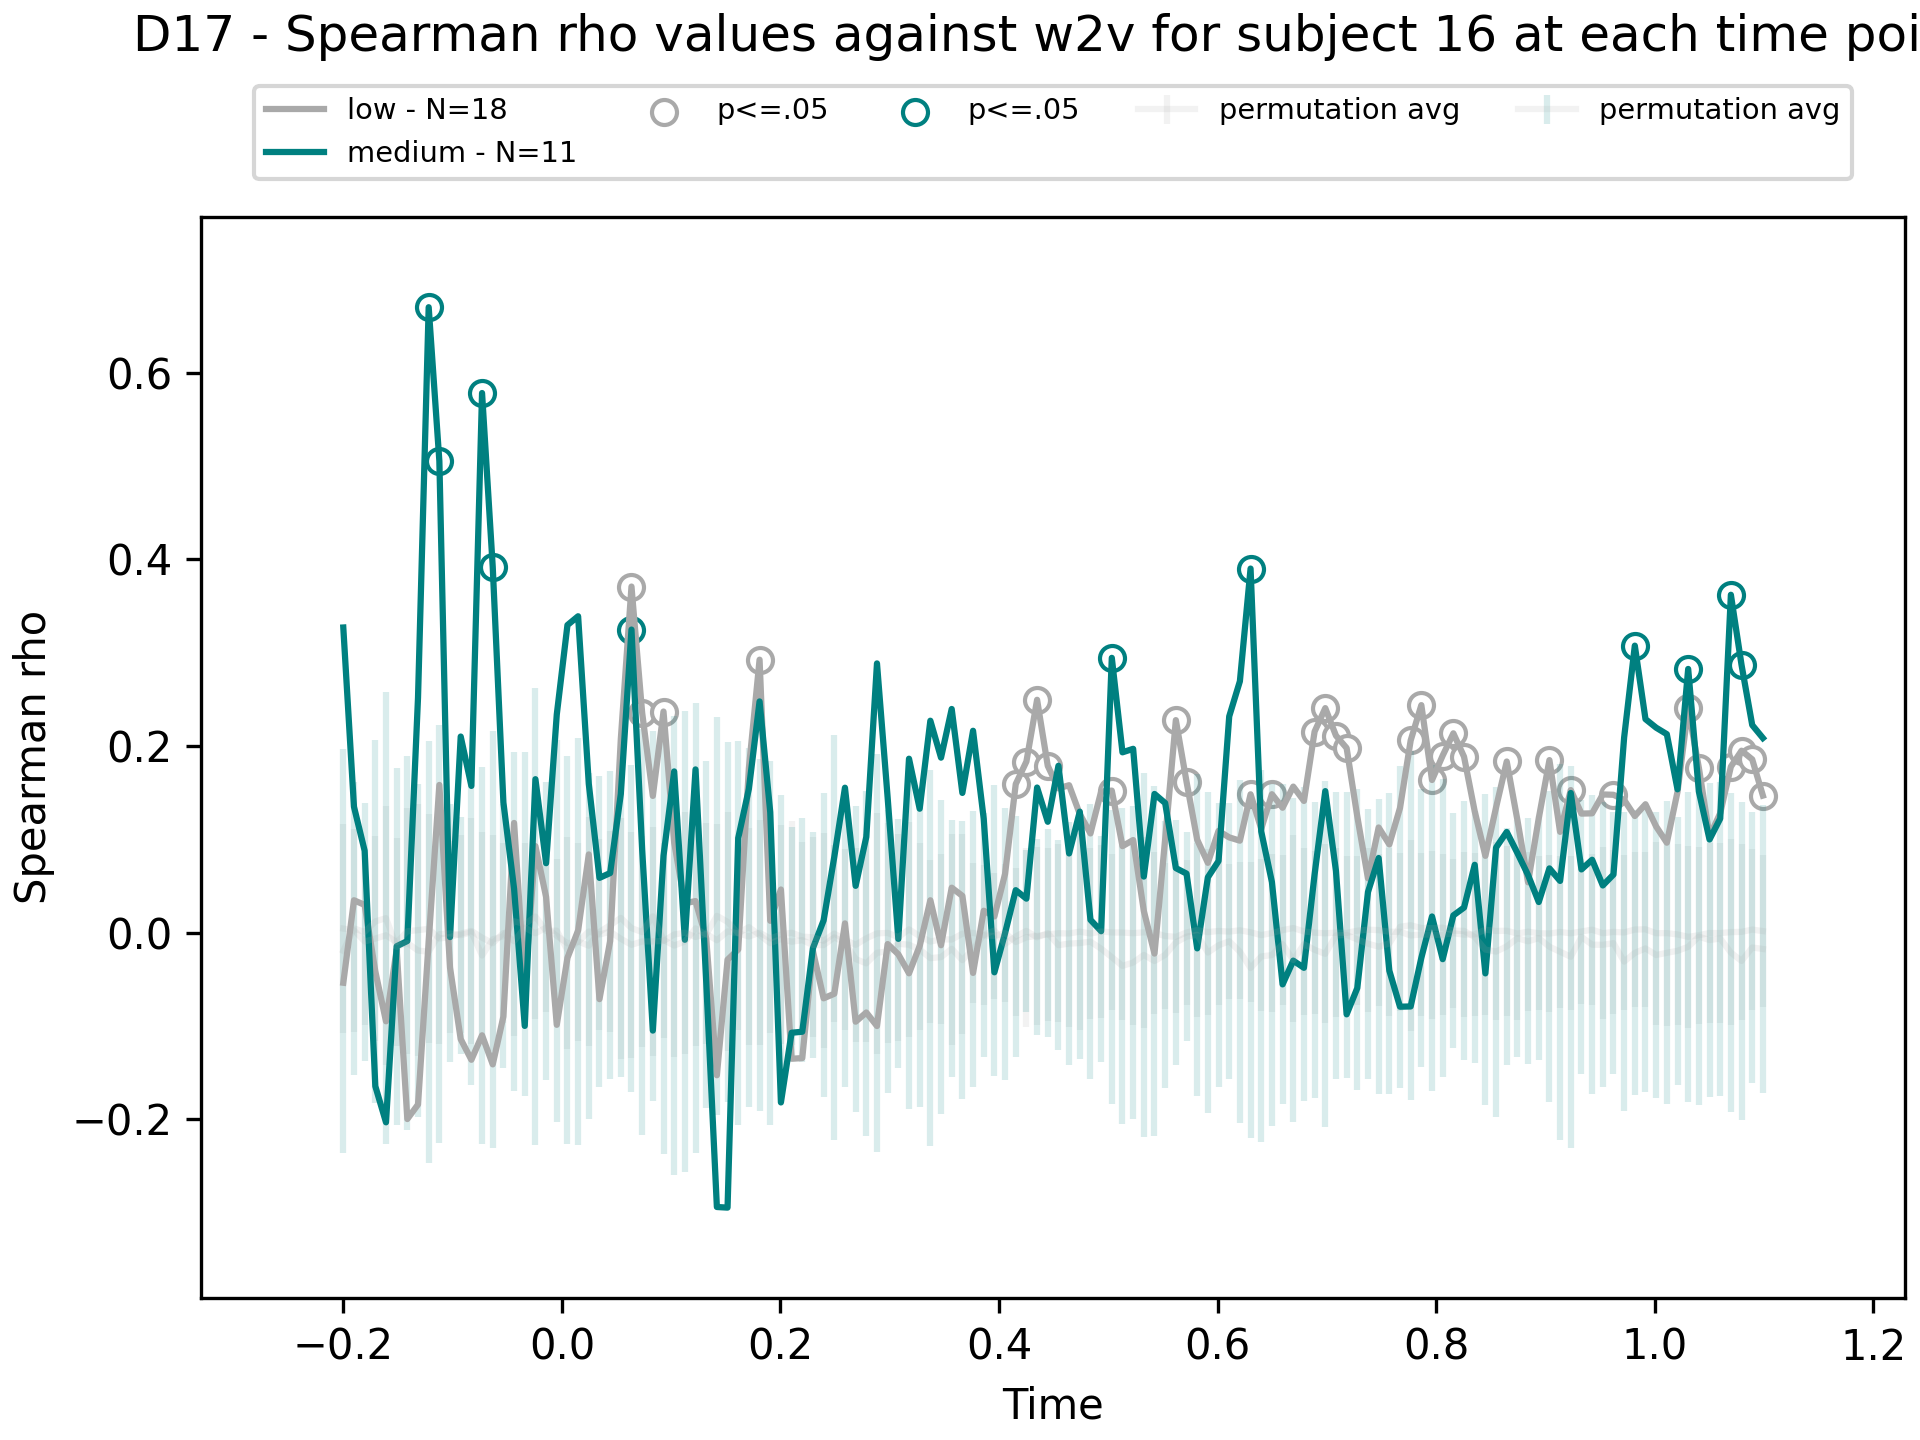 D17 - Spearman rho values against w2v for subject 16 at each time poi
low - N=18
medium - N=11
p<=.05
p<=.05
permutation avg
permutation avg
Spearman rho
0.6
0.4
0.2
0.0
−0.2
−0.2 0.0 0.2 0.4 0.6 0.8 1.0 1.2
Time